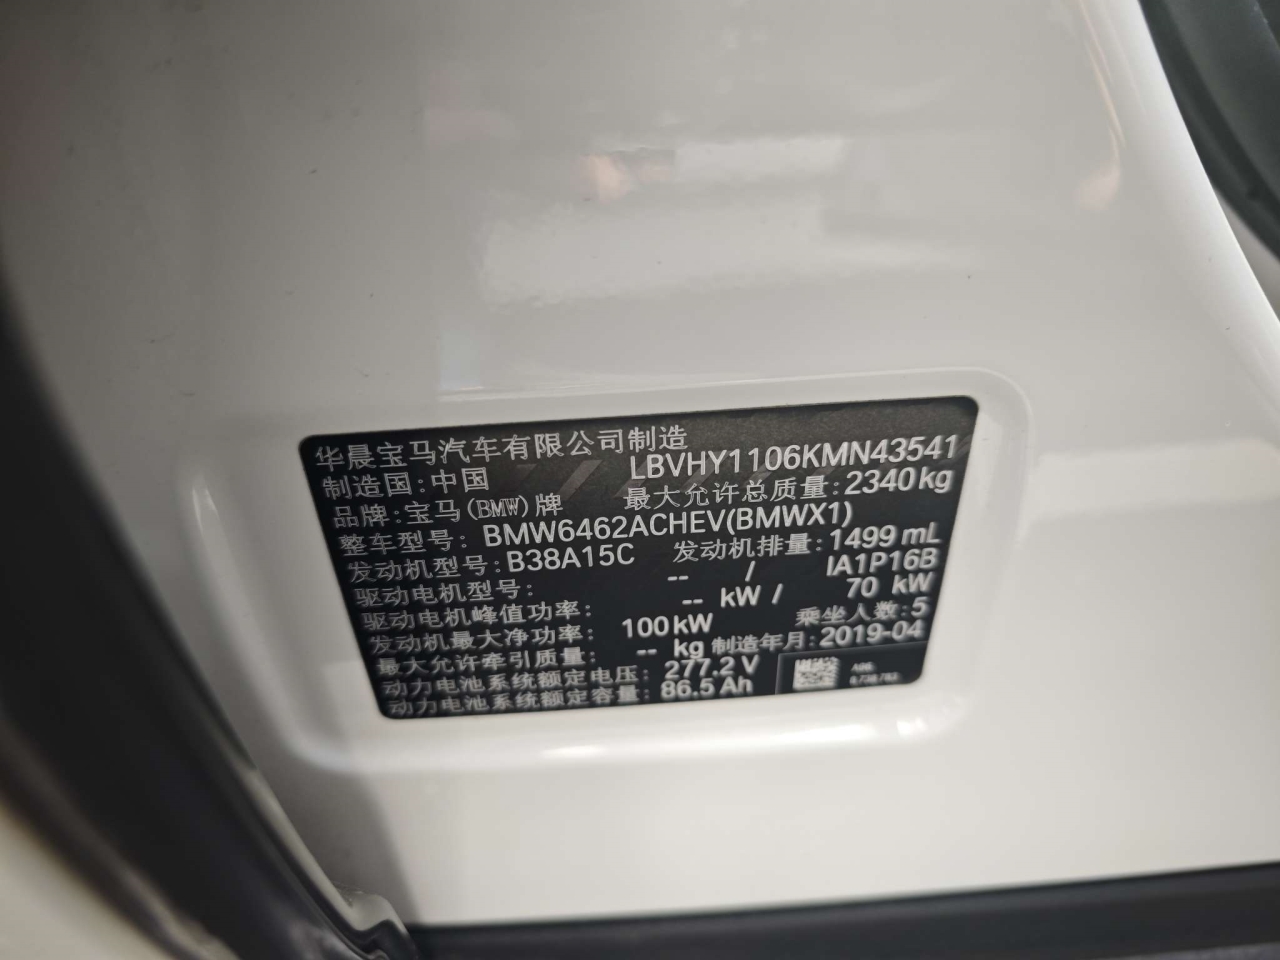 华晨宝马汽车有限公司制造
LBVHY1106KMN43541
制造国:中国
最大允许总质量:2340kg
品牌:宝马(BMW)牌
整车型号:BMW6462ACHEV(BMWX1)
发动机型号:B38A15C 发动机排量:1499 mL
驱动电机型号: -- / IA1P16B
驱动电机峰值功率: -- kW / 70 kW
发动机最大净功率: 100kW 乘坐人数:5
最大允许牵引质量: -- kg 制造年月:2019-04
动力电池系统额定电压: 277.2 V
动力电池系统额定容量: 86.5 Ah